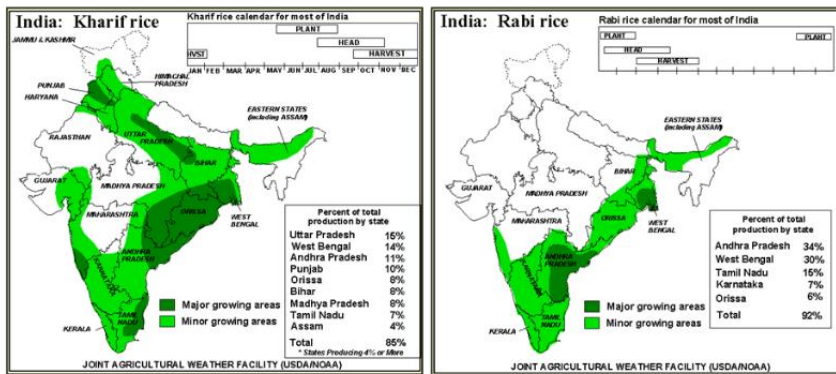 India: Kharif rice
Kharif rice calendar for most of India
PLANT
HEAD
HARVEST
HVST
JAN FEB MAR APR MAY JUN JUL AUG SEP OCT NOV DEC
JAMMU & KASHMIR
HIMACHAL
PRADESH
PUNJAB
HARYANA
EASTERN STATES
(including ASSAM)
RAJASTHAN
UTTAR
PRADESH
BIHAR
GUJARAT
MADHYA PRADESH
WEST
BENGAL
ORISSA
MAHARASHTRA
ANDHRA
PRADESH
KARNATAKA
TAMIL
NADU
KERALA
Percent of total
production by state
Uttar Pradesh 15%
West Bengal 14%
Andhra Pradesh 11%
Punjab 10%
Orissa 8%
Bihar 8%
Madhya Pradesh 8%
Tamil Nadu 7%
Assam 4%
Total 85%
* States Producing 4% or More
Major growing areas
Minor growing areas
JOINT AGRICULTURAL WEATHER FACILITY (USDA/NOAA)
India: Rabi rice
Rabi rice calendar for most of India
PLANT PLANT
HEAD
HARVEST
EASTERN STATES
(including ASSAM)
BIHAR
GUJARAT
MADHYA PRADESH
WEST
BENGAL
ORISSA
MAHARASHTRA
ANDHRA
PRADESH
KARNATAKA
TAMIL
NADU
KERALA
Percent of total
production by state
Andhra Pradesh 34%
West Bengal 30%
Tamil Nadu 15%
Karnataka 7%
Orissa 6%
Total 92%
Major growing areas
Minor growing areas
JOINT AGRICULTURAL WEATHER FACILITY (USDA/NOAA)